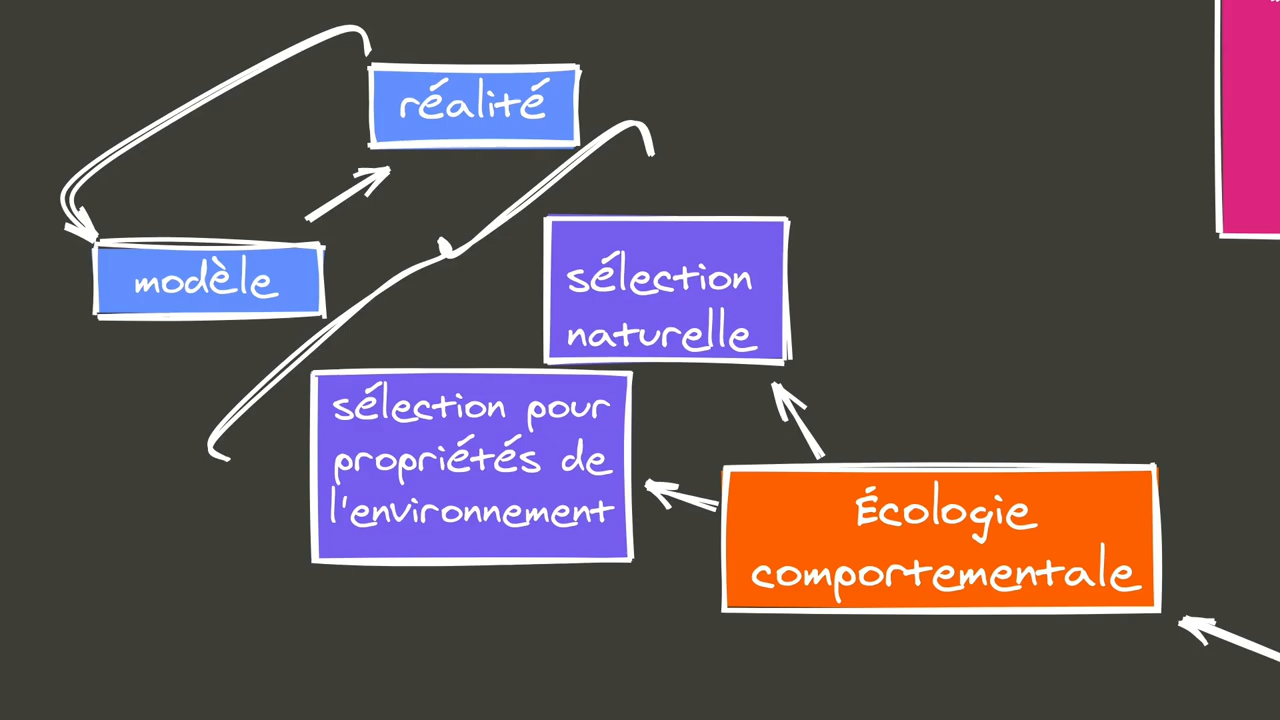 réalité
modèle
sélection
naturelle
sélection pour
propriétés de
l'environnement
Écologie
comportementale